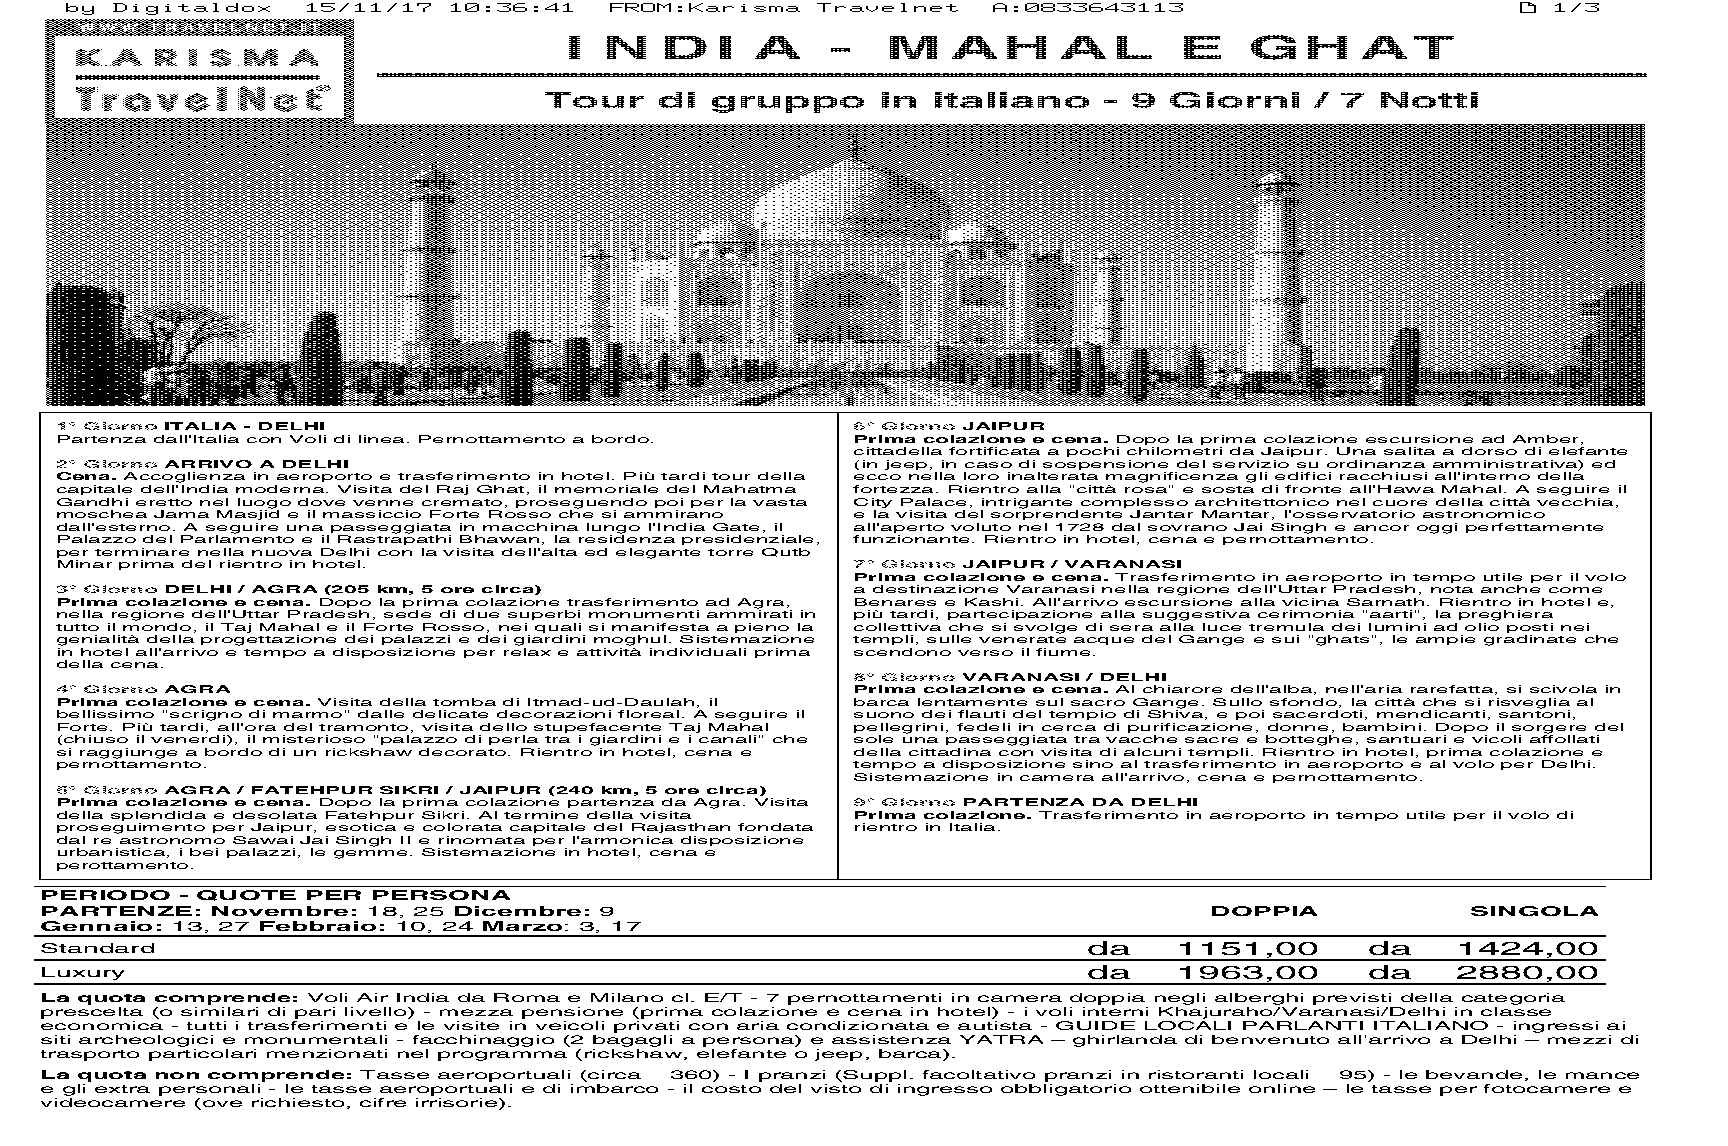 by Digitaldox 15/11/17 10:36:41 FROM:Karisma Travelnet A:0833643113 1/3
KARISMA
TravelNet
INDIA - MAHAL E GHAT
Tour di gruppo in italiano - 9 Giorni / 7 Notti
1° Giorno ITALIA - DELHI
Partenza dall'Italia con Voli di linea. Pernottamento a bordo.
2° Giorno ARRIVO A DELHI
Cena. Accoglienza in aeroporto e trasferimento in hotel. Più tardi tour della
capitale dell'India moderna. Visita del Raj Ghat, il memoriale del Mahatma
Gandhi eretto nel luogo dove venne cremato, proseguendo poi per la vasta
moschea Jama Masjid e il massiccio Forte Rosso che si ammirano
dall'esterno. A seguire una passeggiata in macchina lungo l'India Gate, il
Palazzo del Parlamento e il Rastrapathi Bhawan, la residenza presidenziale,
per terminare nella nuova Delhi con la visita dell'alta ed elegante torre Qutb
Minar prima del rientro in hotel.
3° Giorno DELHI / AGRA (205 km, 5 ore circa)
Prima colazione e cena. Dopo la prima colazione trasferimento ad Agra,
nella regione dell'Uttar Pradesh, sede di due superbi monumenti ammirati in
tutto il mondo, il Taj Mahal e il Forte Rosso, nei quali si manifesta a pieno la
genialità della progettazione dei palazzi e dei giardini moghul. Sistemazione
in hotel all'arrivo e tempo a disposizione per relax e attività individuali prima
della cena.
4° Giorno AGRA
Prima colazione e cena. Visita della tomba di Itmad-ud-Daulah, il
bellissimo "scrigno di marmo" dalle delicate decorazioni floreal. A seguire il
Forte. Più tardi, all'ora del tramonto, visita dello stupefacente Taj Mahal
(chiuso il venerdì), il misterioso "palazzo di perla tra i giardini e i canali" che
si raggiunge a bordo di un rickshaw decorato. Rientro in hotel, cena e
pernottamento.
5° Giorno AGRA / FATEHPUR SIKRI / JAIPUR (240 km, 5 ore circa)
Prima colazione e cena. Dopo la prima colazione partenza da Agra. Visita
della splendida e desolata Fatehpur Sikri. Al termine della visita
proseguimento per Jaipur, esotica e colorata capitale del Rajasthan fondata
dal re astronomo Sawai Jai Singh II e rinomata per l'armonica disposizione
urbanistica, i bei palazzi, le gemme. Sistemazione in hotel, cena e
perottamento.
6° Giorno JAIPUR
Prima colazione e cena. Dopo la prima colazione escursione ad Amber,
cittadella fortificata a pochi chilometri da Jaipur. Una salita a dorso di elefante
(in jeep, in caso di sospensione del servizio su ordinanza amministrativa) ed
ecco nella loro inalterata magnificenza gli edifici racchiusi all'interno della
fortezza. Rientro alla "città rosa" e sosta di fronte all'Hawa Mahal. A seguire il
City Palace, intrigante complesso architettonico nel cuore della città vecchia,
e la visita del sorprendente Jantar Mantar, l'osservatorio astronomico
all'aperto voluto nel 1728 dal sovrano Jai Singh e ancor oggi perfettamente
funzionante. Rientro in hotel, cena e pernottamento.
7° Giorno JAIPUR / VARANASI
Prima colazione e cena. Trasferimento in aeroporto in tempo utile per il volo
a destinazione Varanasi nella regione dell'Uttar Pradesh, nota anche come
Benares e Kashi. All'arrivo escursione alla vicina Sarnath. Rientro in hotel e,
più tardi, partecipazione alla suggestiva cerimonia "aarti", la preghiera
collettiva che si svolge di sera alla luce tremula dei lumini ad olio posti nei
templi, sulle venerate acque del Gange e sui "ghats", le ampie gradinate che
scendono verso il fiume.
8° Giorno VARANASI / DELHI
Prima colazione e cena. Al chiarore dell'alba, nell'aria rarefatta, si scivola in
barca lentamente sul sacro Gange. Sullo sfondo, la città che si risveglia al
suono dei flauti del tempio di Shiva, e poi sacerdoti, mendicanti, santoni,
pellegrini, fedeli in cerca di purificazione, donne, bambini. Dopo il sorgere del
sole una passeggiata tra vacche sacre e botteghe, santuari e vicoli affollati
della cittadina con visita di alcuni templi. Rientro in hotel, prima colazione e
tempo a disposizione sino al trasferimento in aeroporto e al volo per Delhi.
Sistemazione in camera all'arrivo, cena e pernottamento.
9° Giorno PARTENZA DA DELHI
Prima colazione. Trasferimento in aeroporto in tempo utile per il volo di
rientro in Italia.
PERIODO - QUOTE PER PERSONA
PARTENZE: Novembre: 18, 25 Dicembre: 9 DOPPIA SINGOLA
Gennaio: 13, 27 Febbraio: 10, 24 Marzo: 3, 17
Standard da 1151,00 da 1424,00
Luxury da 1963,00 da 2880,00
La quota comprende: Voli Air India da Roma e Milano cl. E/T - 7 pernottamenti in camera doppia negli alberghi previsti della categoria
prescelta (o similari di pari livello) - mezza pensione (prima colazione e cena in hotel) - i voli interni Khajuraho/Varanasi/Delhi in classe
economica - tutti i trasferimenti e le visite in veicoli privati con aria condizionata e autista - GUIDE LOCALI PARLANTI ITALIANO - ingressi ai
siti archeologici e monumentali - facchinaggio (2 bagagli a persona) e assistenza YATRA – ghirlanda di benvenuto all'arrivo a Delhi – mezzi di
trasporto particolari menzionati nel programma (rickshaw, elefante o jeep, barca).
La quota non comprende: Tasse aeroportuali (circa 360) - I pranzi (Suppl. facoltativo pranzi in ristoranti locali 95) - le bevande, le mance
e gli extra personali - le tasse aeroportuali e di imbarco - il costo del visto di ingresso obbligatorio ottenibile online – le tasse per fotocamere e
videocamere (ove richiesto, cifre irrisorie).